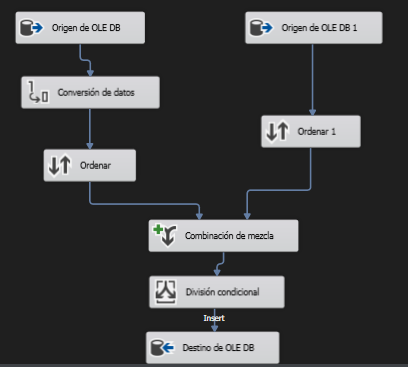 Origen de OLE DB
Origen de OLE DB 1
Conversión de datos
Ordenar 1
Ordenar
Combinación de mezcla
División condicional
Insert
Destino de OLE DB